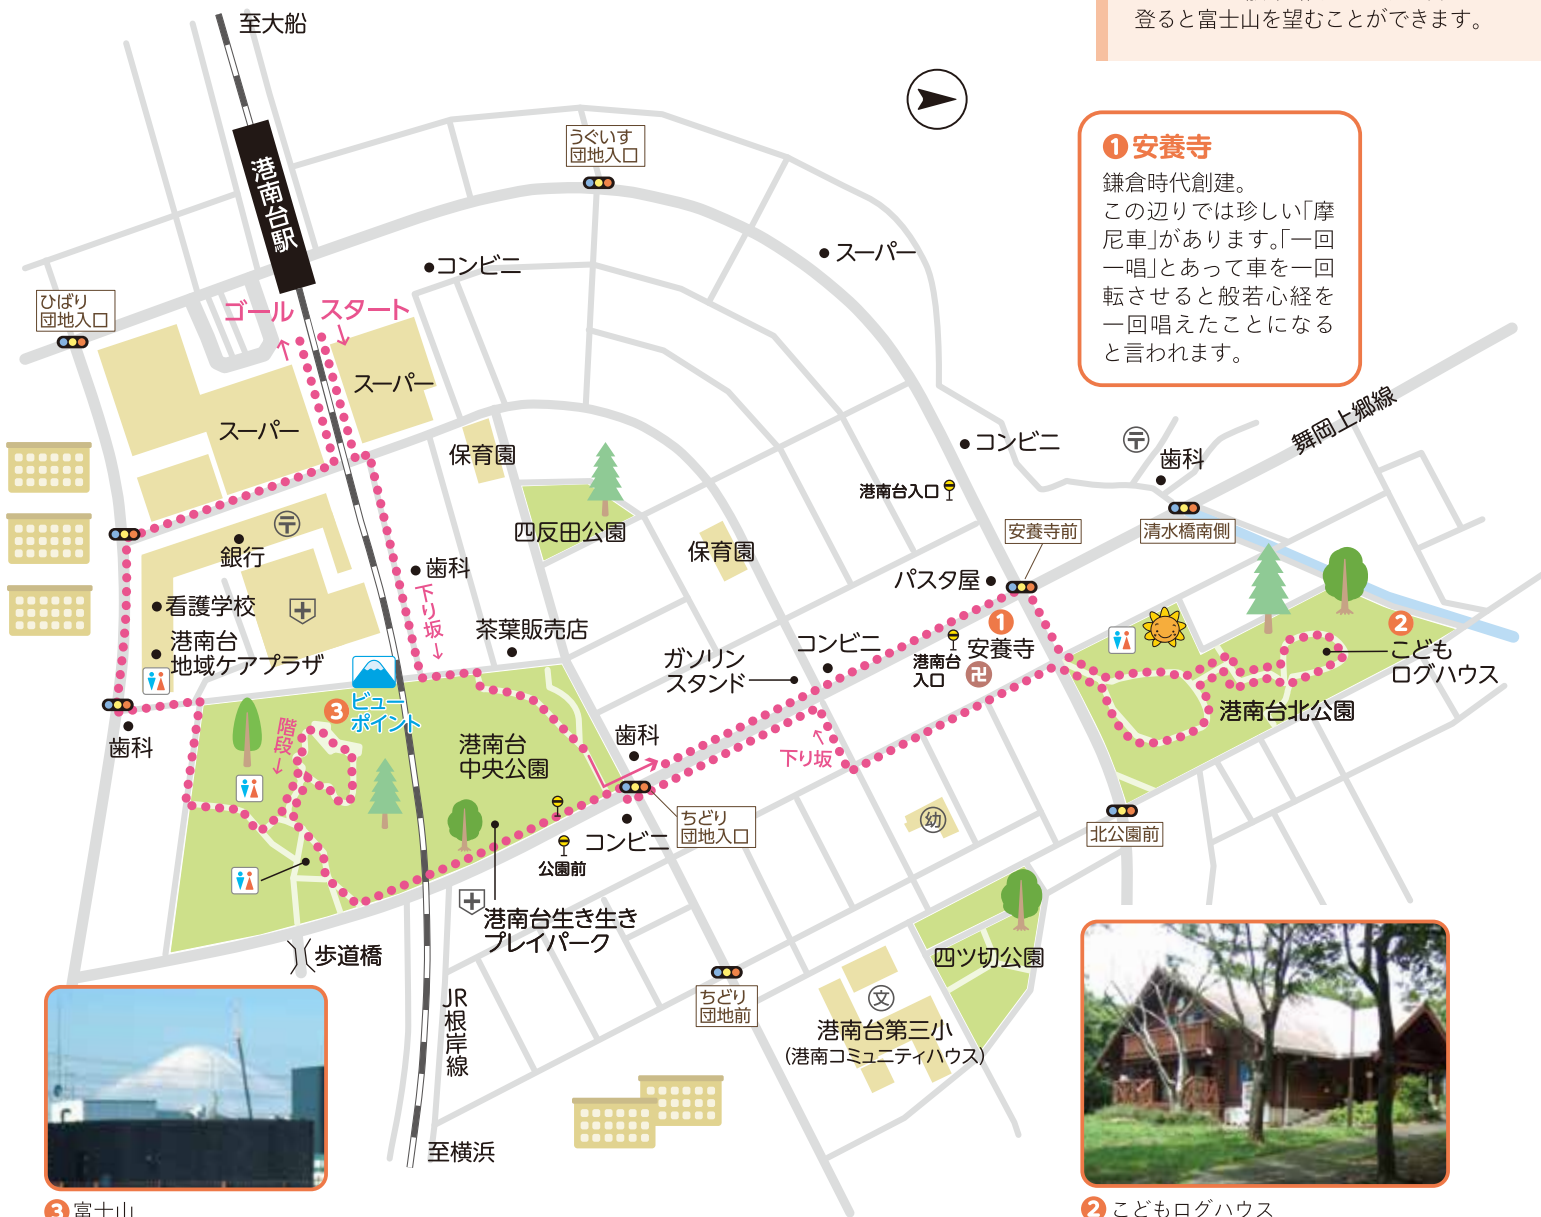 登ると富士山を望むことができます。
至大船
港南台駅
うぐいす
団地入口
❶安養寺
鎌倉時代創建。
この辺りでは珍しい「摩
尼車」があります。「一回
一唱」とあって車を一回
転させると般若心経を
一回唱えたことになる
と言われます。
スーパー
コンビニ
ひばり
団地入口
ゴール
スタート
スーパー
スーパー
保育園
四反田公園
保育園
コンビニ
港南台入口
舞岡上郷線
歯科
清水橋南側
安養寺前
パスタ屋
銀行
看護学校
港南台
地域ケアプラザ
歯科
下り坂
茶葉販売店
ガソリン
スタンド
コンビニ
港南台
入口
❶
安養寺
❷
こども
ログハウス
港南台北公園
❸
ビュー
ポイント
階段
歯科
港南台
中央公園
歯科
下り坂
ちどり
団地入口
コンビニ
公園前
幼
北公園前
港南台生き生き
プレイパーク
歩道橋
四ツ切公園
ちどり
団地前
文
港南台第三小
(港南コミュニティハウス)
JR根岸線
至横浜
❸富士山
❷こどもログハウス